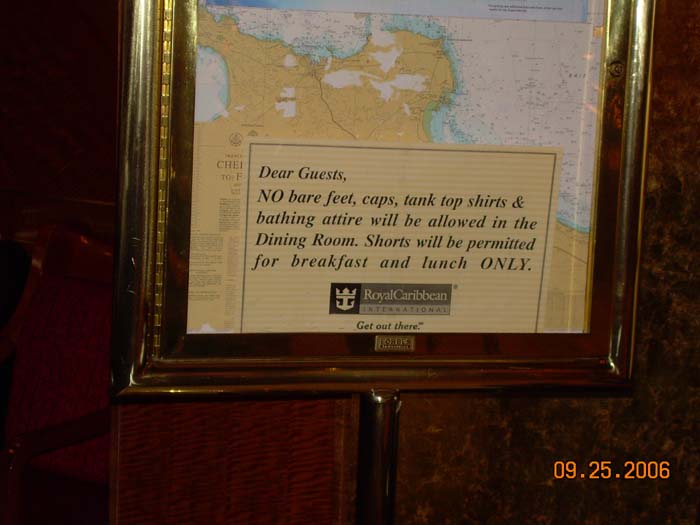 Dear Guests,
NO bare feet, caps, tank top shirts &
bathing attire will be allowed in the
Dining Room. Shorts will be permitted
for breakfast and lunch ONLY.
RoyalCaribbean®
INTERNATIONAL
Get out there.℠
09.25.2006